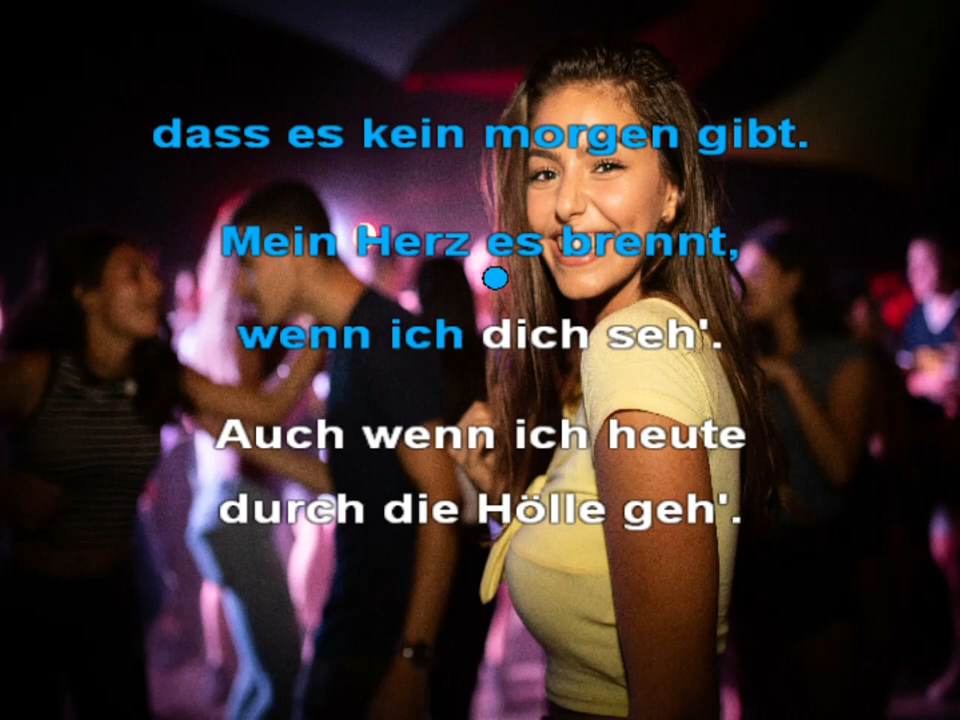 dass es kein morgen gibt.
Mein Herz es brennt,
wenn ich dich seh'.
Auch wenn ich heute
durch die Hölle geh'.